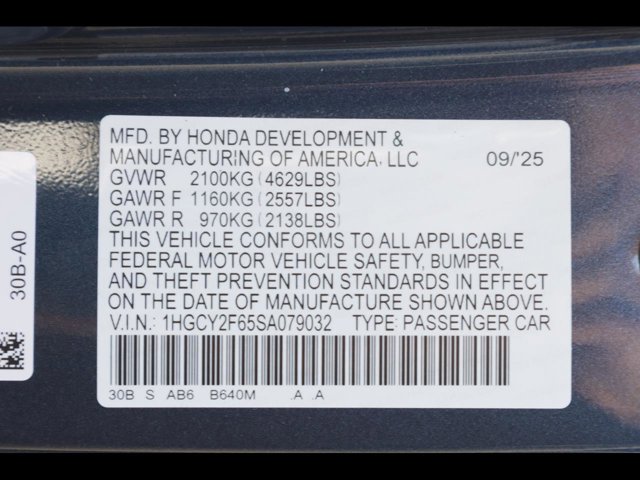 MFD. BY HONDA DEVELOPMENT &
MANUFACTURING OF AMERICA, LLC 09/'25
GVWR 2100KG (4629LBS)
GAWR F 1160KG (2557LBS)
GAWR R 970KG (2138LBS)
THIS VEHICLE CONFORMS TO ALL APPLICABLE
FEDERAL MOTOR VEHICLE SAFETY, BUMPER,
AND THEFT PREVENTION STANDARDS IN EFFECT
ON THE DATE OF MANUFACTURE SHOWN ABOVE.
V.I.N.: 1HGCY2F65SA079032 TYPE: PASSENGER CAR
30B S AB6 B640M .A .A
30B-A0